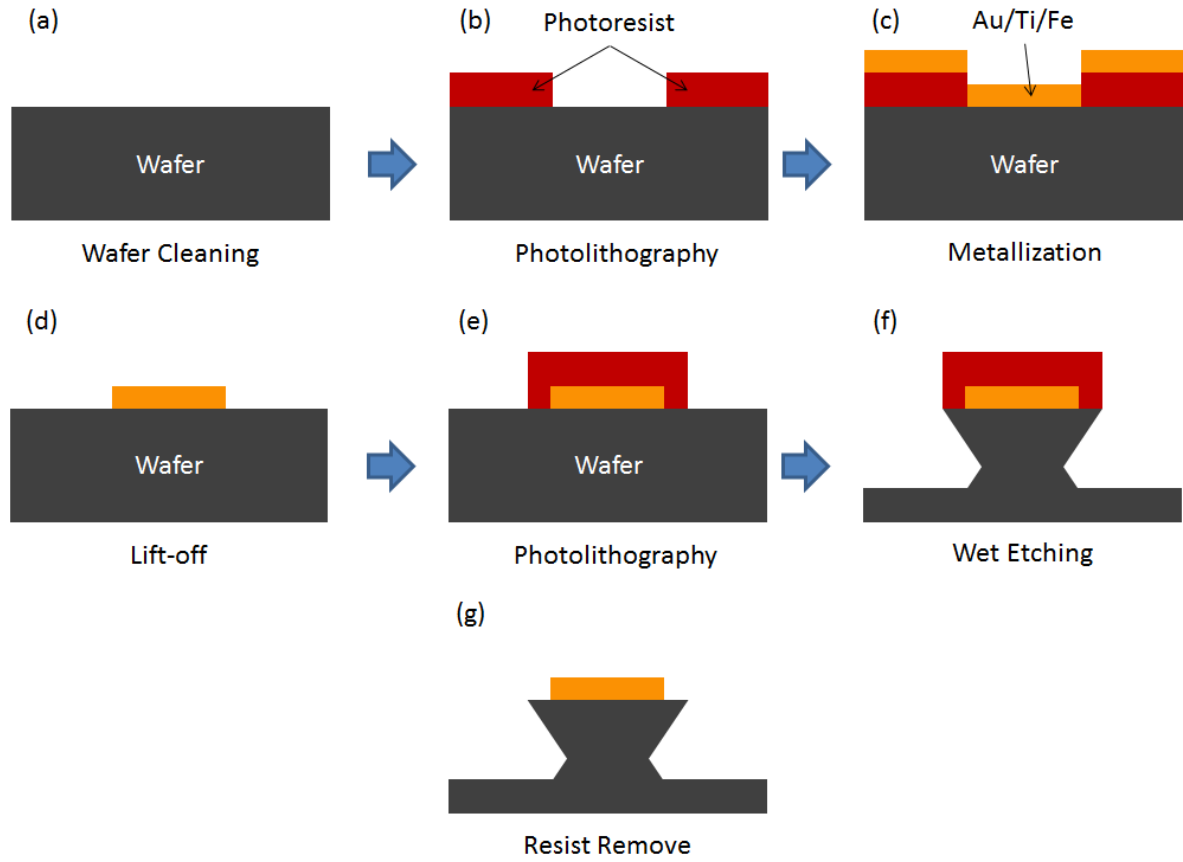 (a)
(b)
(c)
Photoresist
Au/Ti/Fe
Wafer
Wafer
Wafer
Wafer Cleaning
Photolithography
Metallization
(d)
(e)
(f)
Wafer
Wafer
Lift-off
Photolithography
Wet Etching
(g)
Resist Remove